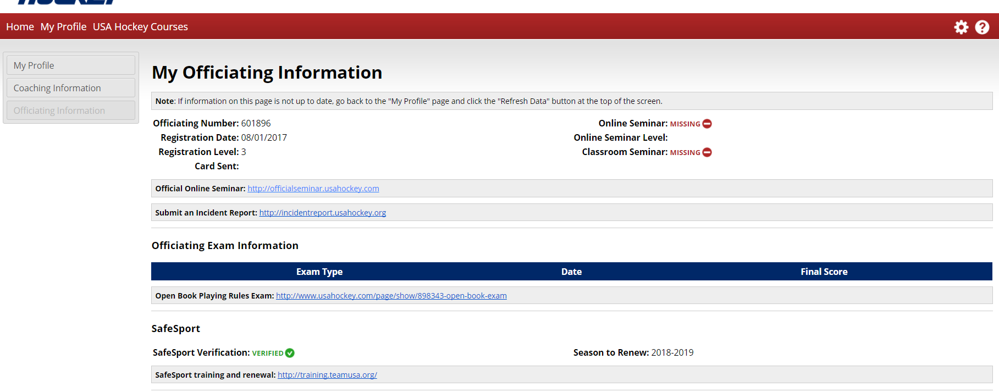 HOCKEY
Home My Profile USA Hockey Courses
My Profile
Coaching Information
Officiating Information
My Officiating Information
Note: If information on this page is not up to date, go back to the "My Profile" page and click the "Refresh Data" button at the top of the screen.
Officiating Number: 601896
Registration Date: 08/01/2017
Registration Level: 3
Card Sent:
Online Seminar: MISSING
Online Seminar Level:
Classroom Seminar: MISSING
Official Online Seminar: http://officialseminar.usahockey.com
Submit an Incident Report: http://incidentreport.usahockey.org
Officiating Exam Information
Exam Type Date Final Score
Open Book Playing Rules Exam: http://www.usahockey.com/page/show/898343-open-book-exam
SafeSport
SafeSport Verification: VERIFIED
Season to Renew: 2018-2019
SafeSport training and renewal: http://training.teamusa.org/